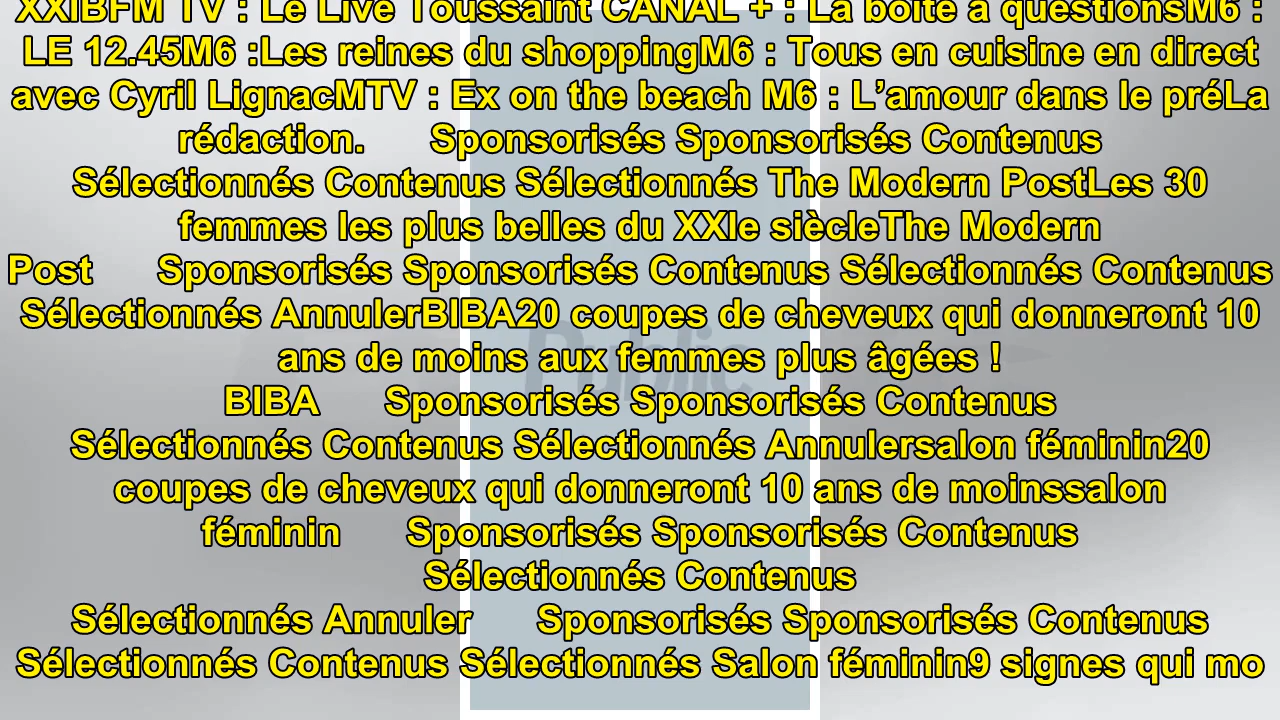 XXIBFM TV : Le Live Toussaint CANAL + : La boîte à questionsM6 :
LE 12.45M6 :Les reines du shoppingM6 : Tous en cuisine en direct
avec Cyril LignacMTV : Ex on the beach M6 : L’amour dans le préLa
rédaction. Sponsorisés Sponsorisés Contenus
Sélectionnés Contenus Sélectionnés The Modern PostLes 30
femmes les plus belles du XXIe siècleThe Modern
Post Sponsorisés Sponsorisés Contenus Sélectionnés Contenus
Sélectionnés AnnulerBIBA20 coupes de cheveux qui donneront 10
ans de moins aux femmes plus âgées !
Public
BIBA Sponsorisés Sponsorisés Contenus
Sélectionnés Contenus Sélectionnés Annulersalon féminin20
coupes de cheveux qui donneront 10 ans de moinssalon
féminin Sponsorisés Sponsorisés Contenus
Sélectionnés Contenus
Sélectionnés Annuler Sponsorisés Sponsorisés Contenus
Sélectionnés Contenus Sélectionnés Salon féminin9 signes qui mo